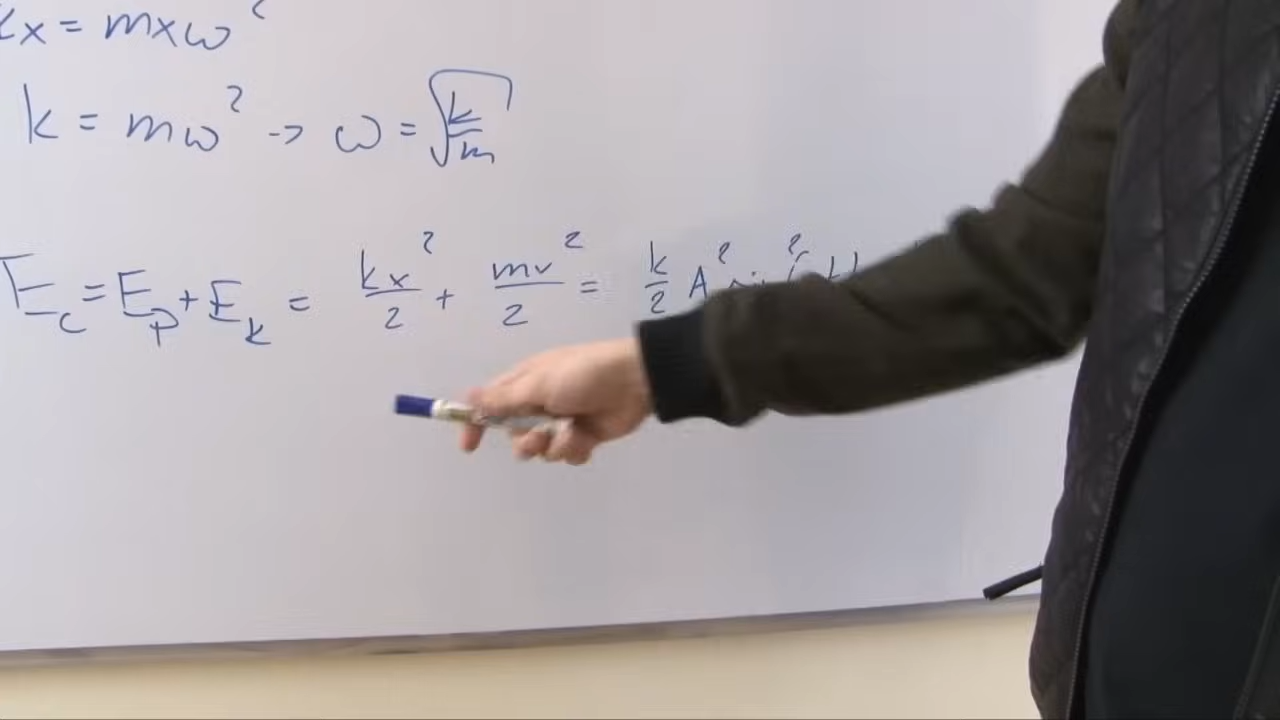 kx = mxω²
k = mω² -> ω = √(k/m)
E_c = E_p + E_k = kx²/2 + mv²/2 = k/2 A²